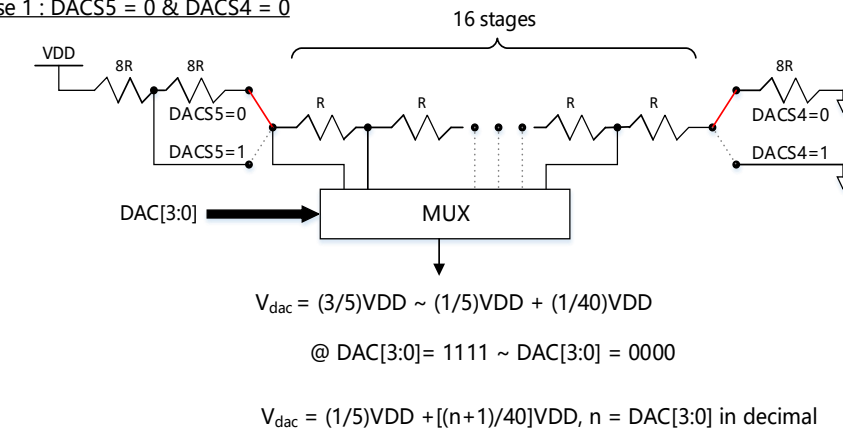 se 1 : DACS5 = 0 & DACS4 = 0
16 stages
VDD
8R
8R
8R
R
R
R
R
DACS5=0
DACS4=0
DACS5=1
DACS4=1
DAC[3:0]
MUX
Vdac = (3/5)VDD ~ (1/5)VDD + (1/40)VDD
@ DAC[3:0]= 1111 ~ DAC[3:0] = 0000
Vdac = (1/5)VDD +[(n+1)/40]VDD, n = DAC[3:0] in decimal